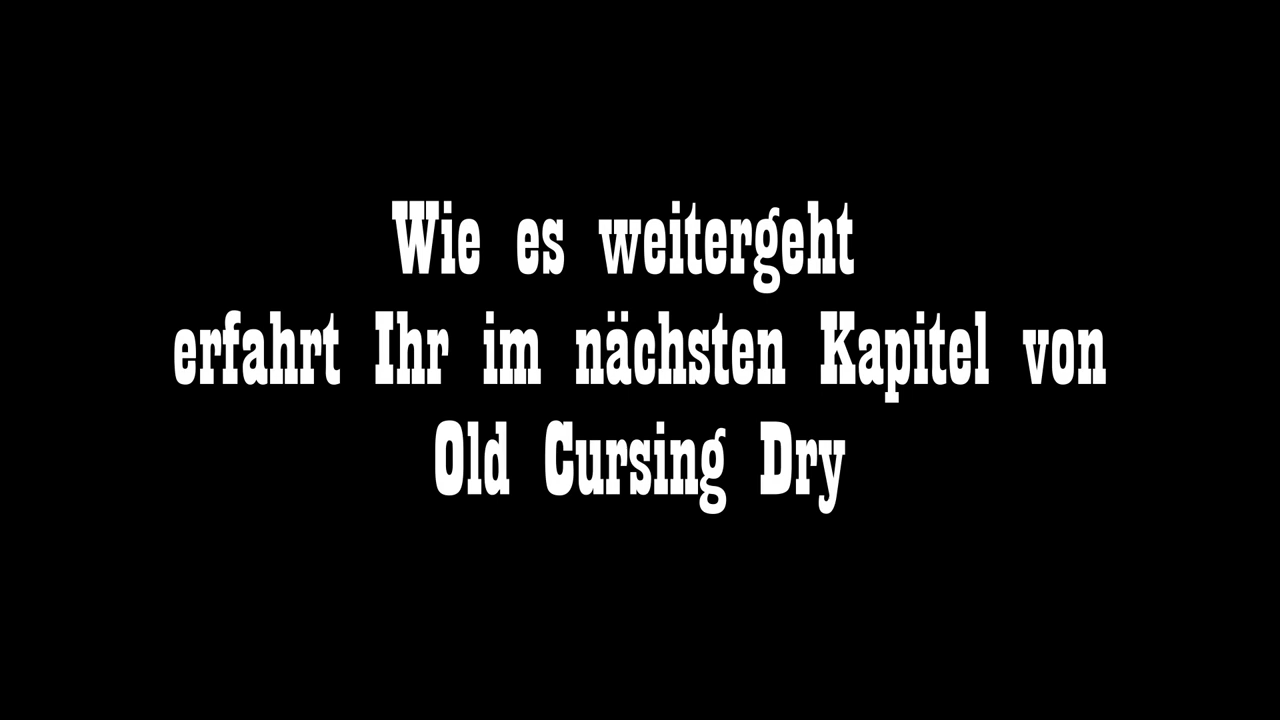 Wie es weitergeht
erfahrt Ihr im nächsten Kapitel von
Old Cursing Dry